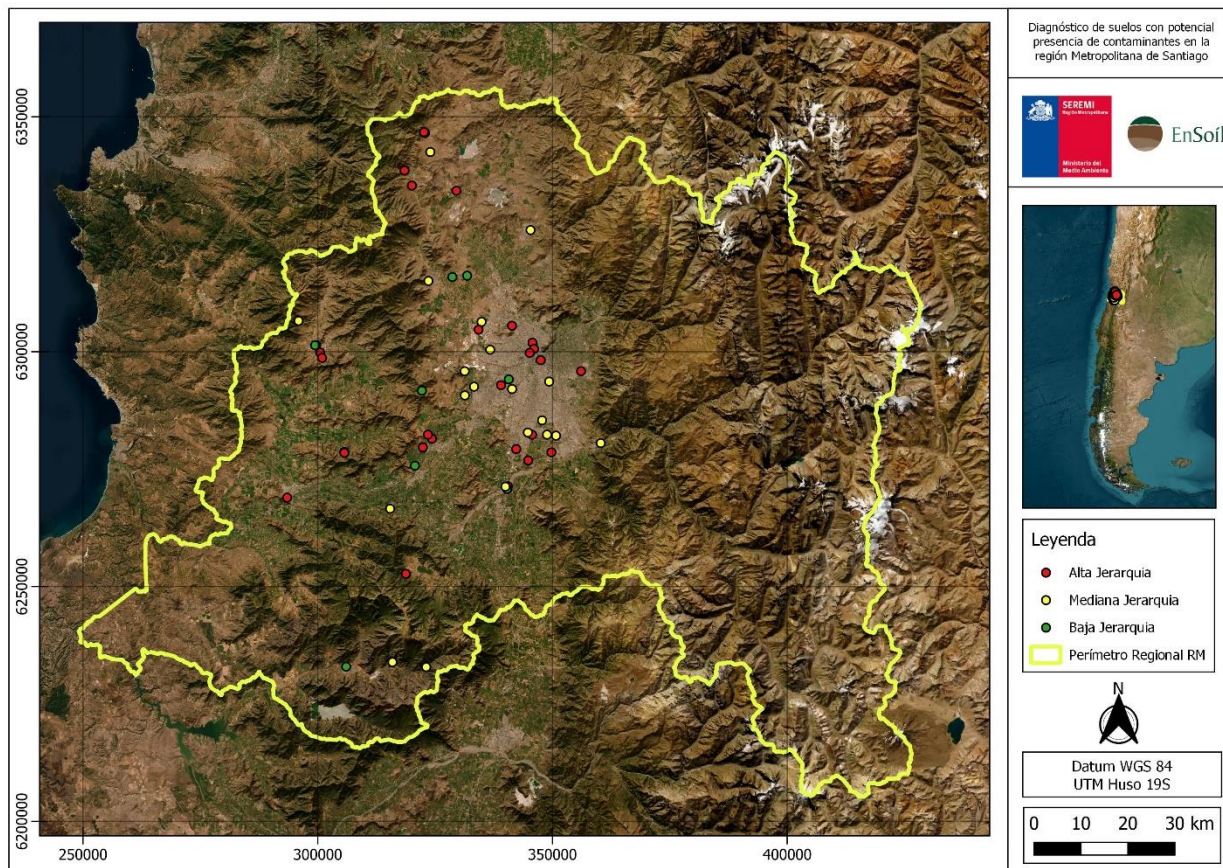 Diagnóstico de suelos con potencial
presencia de contaminantes en la
región Metropolitana de Santiago
SEREMI
Región Metropolitana
Ministerio del
Medio Ambiente
EnSoil
6350000
6300000
6250000
6200000
250000
300000
350000
400000
Leyenda
Alta Jerarquia
Mediana Jerarquia
Baja Jerarquia
Perímetro Regional RM
N
Datum WGS 84
UTM Huso 19S
0 10 20 30 km